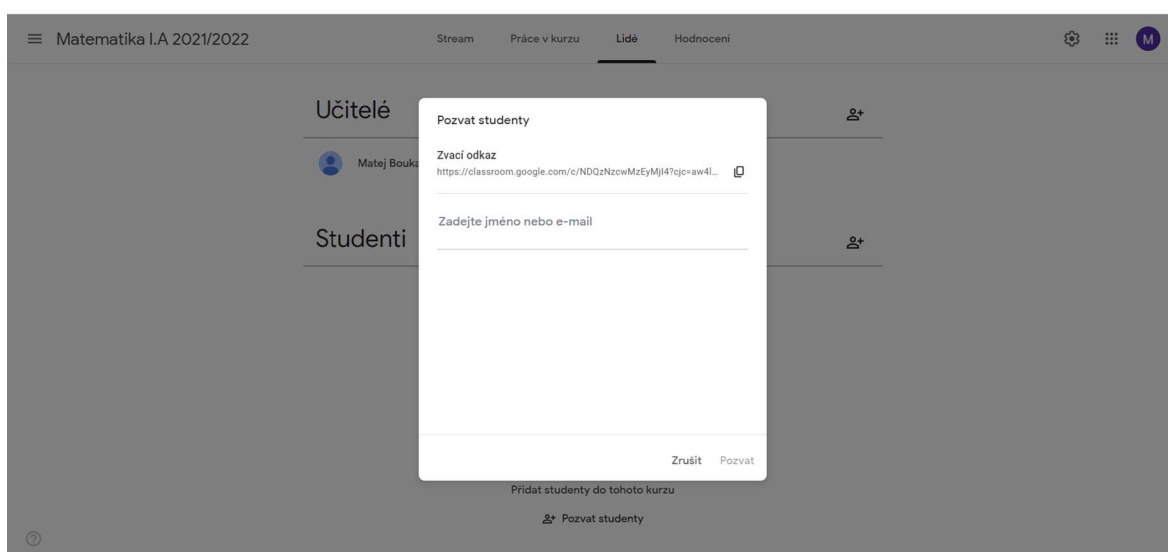 Matematika I.A 2021/2022
Stream Práce v kurzu Lidé Hodnocení
M
Učitelé
Matej Bouka
Studenti
Pozvat studenty
Zvací odkaz
https://classroom.google.com/c/NDQzNzcwMzEyMjI4?cjc=aw4l...
Zadejte jméno nebo e-mail
Zrušit Pozvat
Přidat studenty do tohoto kurzu
Pozvat studenty